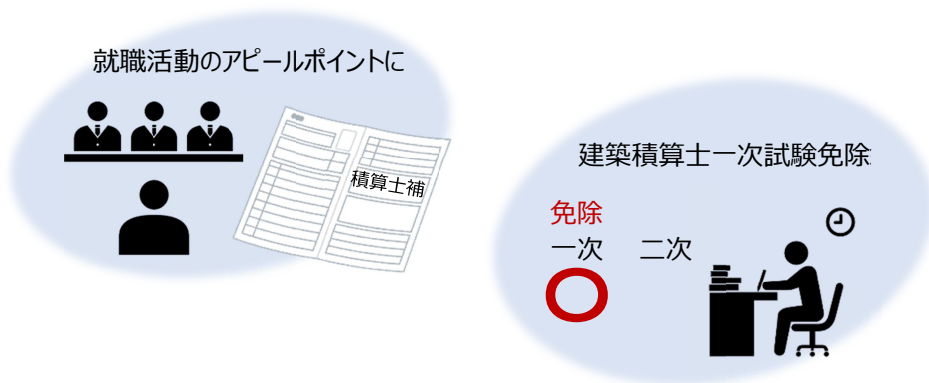 就職活動のアピールポイントに
積算士補
建築積算士一次試験免除
免除
一次 二次